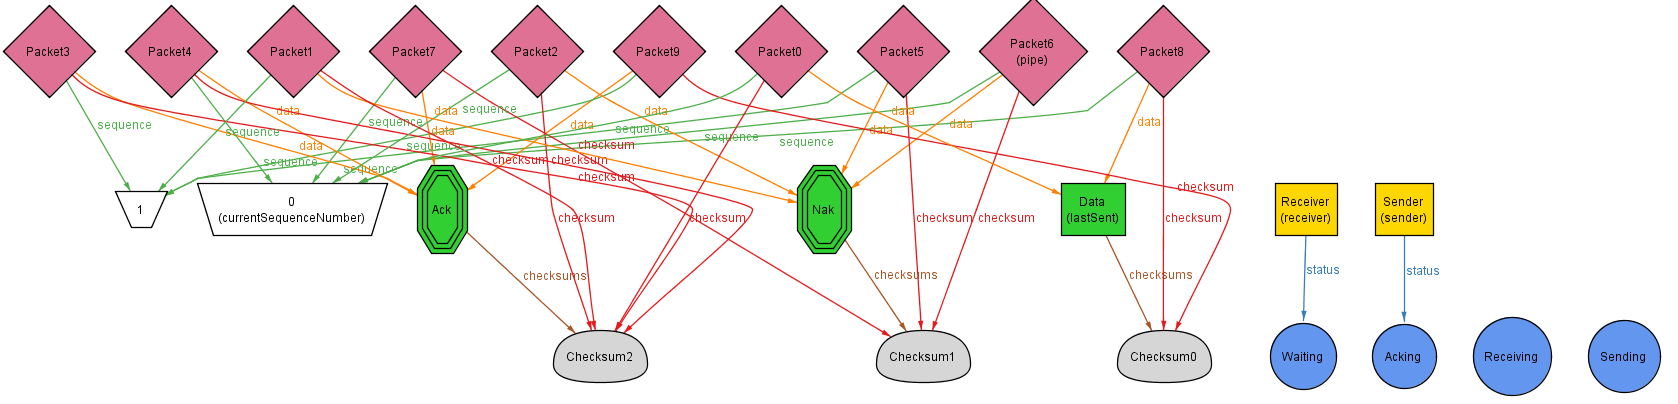 Packet3
Packet4
Packet1
Packet7
Packet2
Packet9
Packet0
Packet5
Packet6
(pipe)
Packet8
sequence
data
sequence
data
sequence
data
sequence
data
sequence
data
sequence
data
sequence
data
sequence
data
sequence
data
sequence
data
checksum
checksum
checksum
checksum
checksum
checksum
checksum
checksum
checksum
checksum
1
0
(currentSequenceNumber)
Ack
Nak
Data
(lastSent)
Receiver
(receiver)
Sender
(sender)
checksums
checksums
checksums
status
status
Checksum2
Checksum1
Checksum0
Waiting
Acking
Receiving
Sending